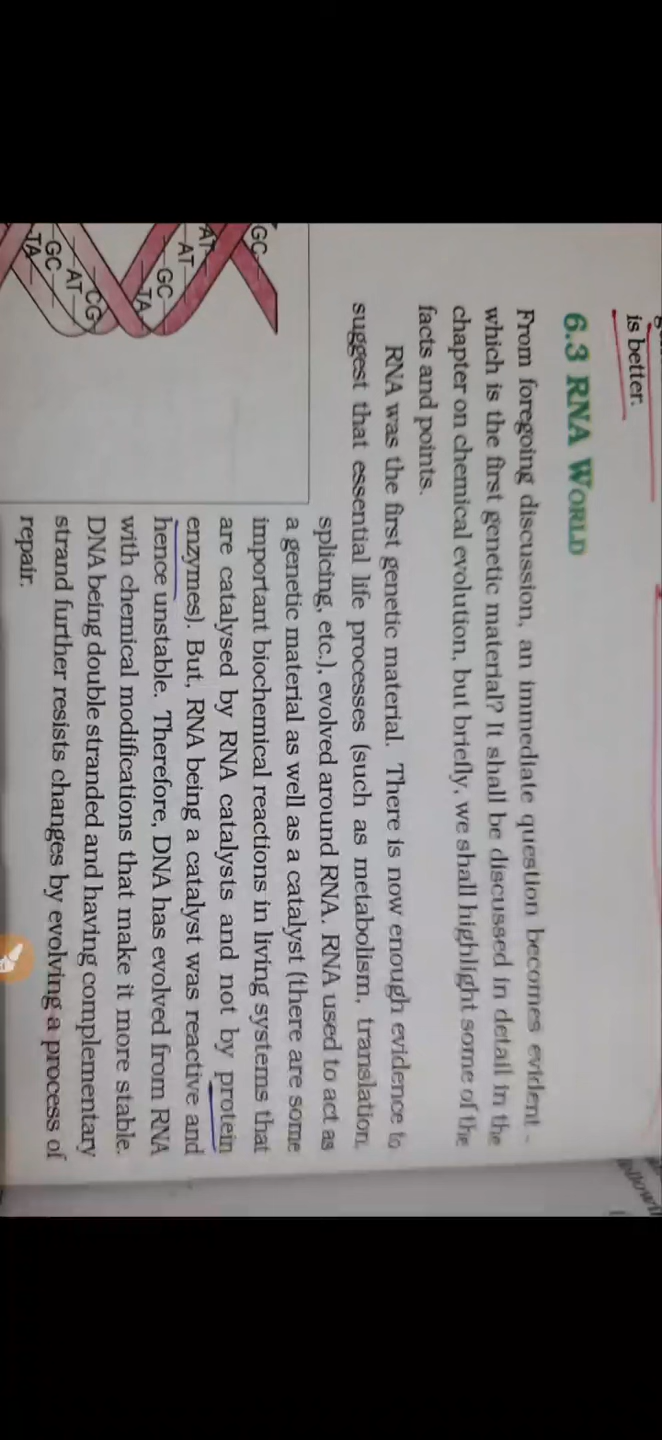 is better.
6.3 RNA WORLD
From foregoing discussion, an immediate question becomes evident –
which is the first genetic material? It shall be discussed in detail in the
chapter on chemical evolution, but briefly, we shall highlight some of the
facts and points.
RNA was the first genetic material. There is now enough evidence to
suggest that essential life processes (such as metabolism, translation,
splicing, etc.), evolved around RNA. RNA used to act as
a genetic material as well as a catalyst (there are some
important biochemical reactions in living systems that
are catalysed by RNA catalysts and not by protein
enzymes). But, RNA being a catalyst was reactive and
hence unstable. Therefore, DNA has evolved from RNA
with chemical modifications that make it more stable.
DNA being double stranded and having complementary
strand further resists changes by evolving a process of
repair.
GC
AT
AT
GC
TA
CG
AT
GC
TA